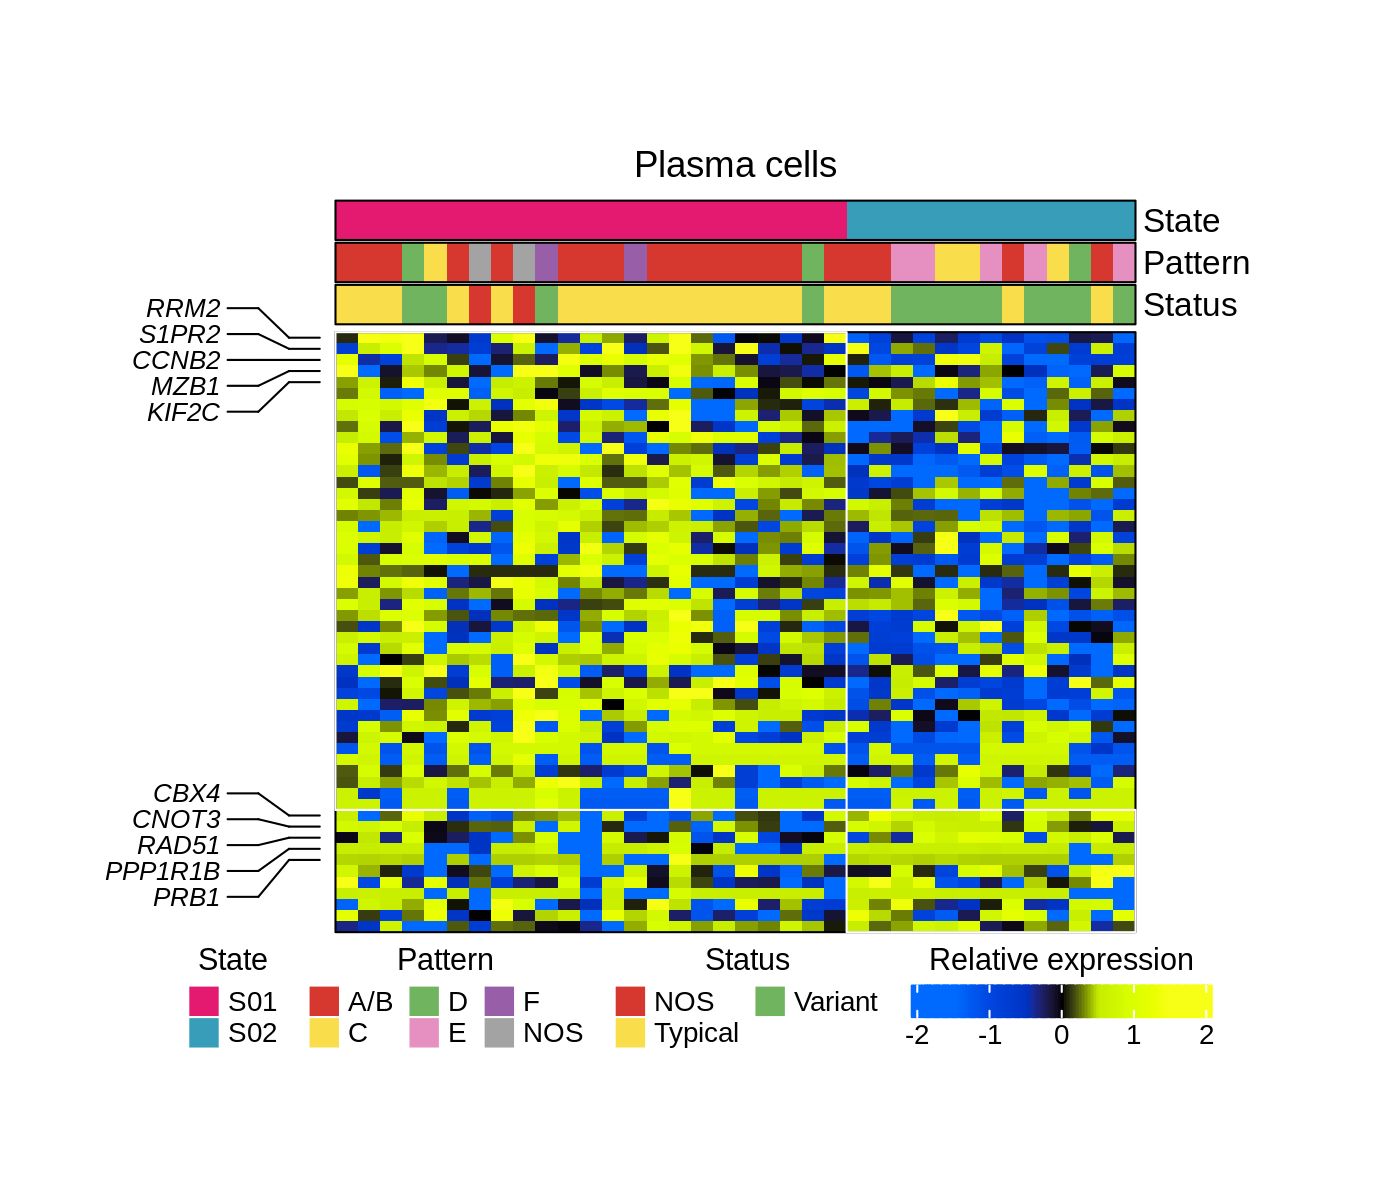 Plasma cells
State
Pattern
Status
RRM2
S1PR2
CCNB2
MZB1
KIF2C
CBX4
CNOT3
RAD51
PPP1R1B
PRB1
State Pattern Status Relative expression
S01 A/B D F NOS Variant
S02 C E NOS Typical
-2 -1 0 1 2